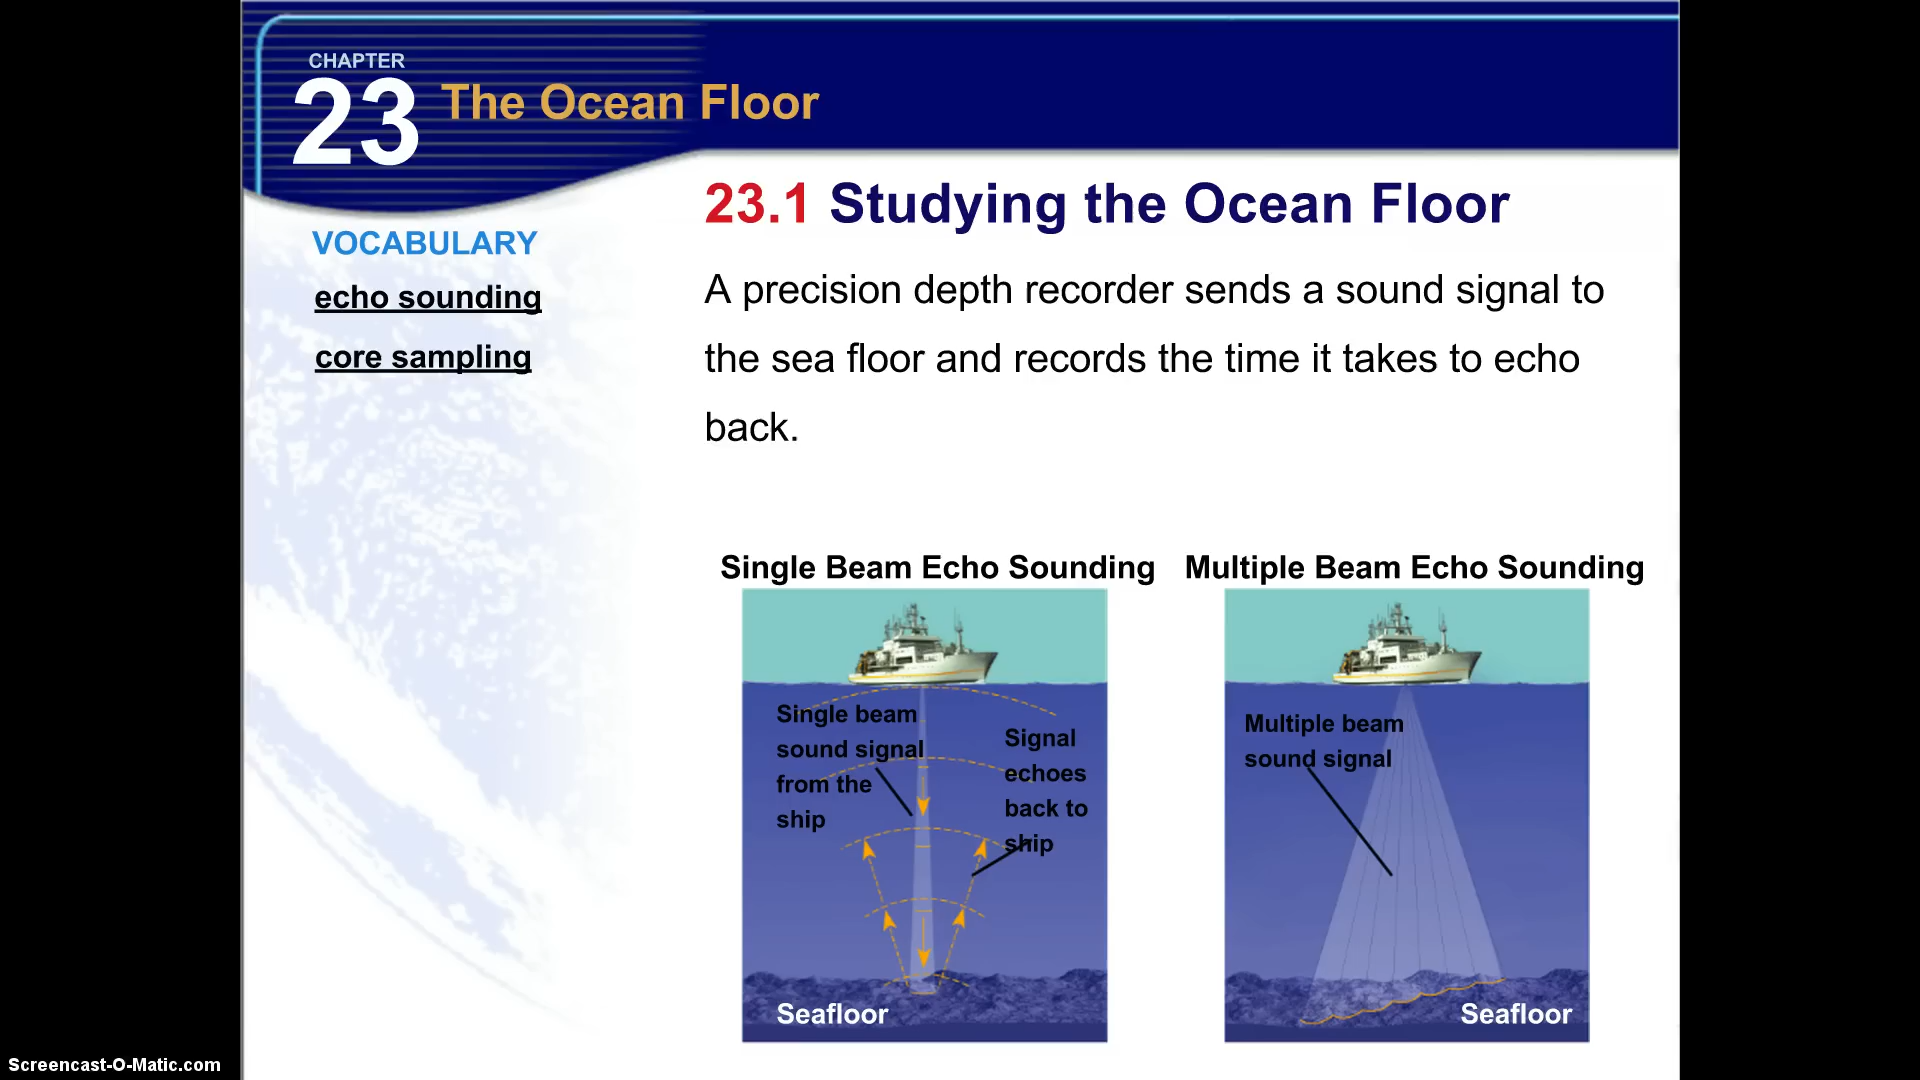 CHAPTER
23 The Ocean Floor
VOCABULARY
echo sounding
core sampling
23.1 Studying the Ocean Floor
A precision depth recorder sends a sound signal to
the sea floor and records the time it takes to echo
back.
Single Beam Echo Sounding
Single beam
sound signal
from the
ship
Signal
echoes
back to
ship
Seafloor
Multiple Beam Echo Sounding
Multiple beam
sound signal
Seafloor
Screencast-O-Matic.com